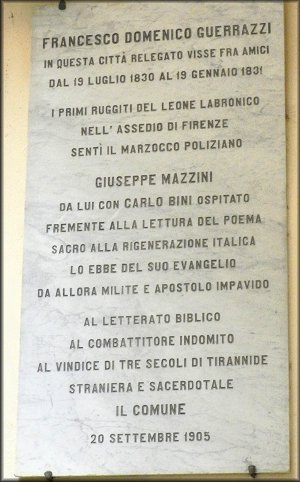 FRANCESCO DOMENICO GUERRAZZI
IN QUESTA CITTÀ RELEGATO VISSE FRA AMICI
DAL 19 LUGLIO 1830 AL 19 GENNAIO 1831
I PRIMI RUGGITI DEL LEONE LABRONICO
NELL' ASSEDIO DI FIRENZE
SENTÌ IL MARZOCCO POLIZIANO
GIUSEPPE MAZZINI
DA LUI CON CARLO BINI OSPITATO
FREMENTE ALLA LETTURA DEL POEMA
SACRO ALLA RIGENERAZIONE ITALICA
LO EBBE DEL SUO EVANGELIO
DA ALLORA MILITE E APOSTOLO IMPAVIDO
AL LETTERATO BIBLICO
AL COMBATTITORE INDOMITO
AL VINDICE DI TRE SECOLI DI TIRANNIDE
STRANIERA E SACERDOTALE
IL COMUNE
20 SETTEMBRE 1905